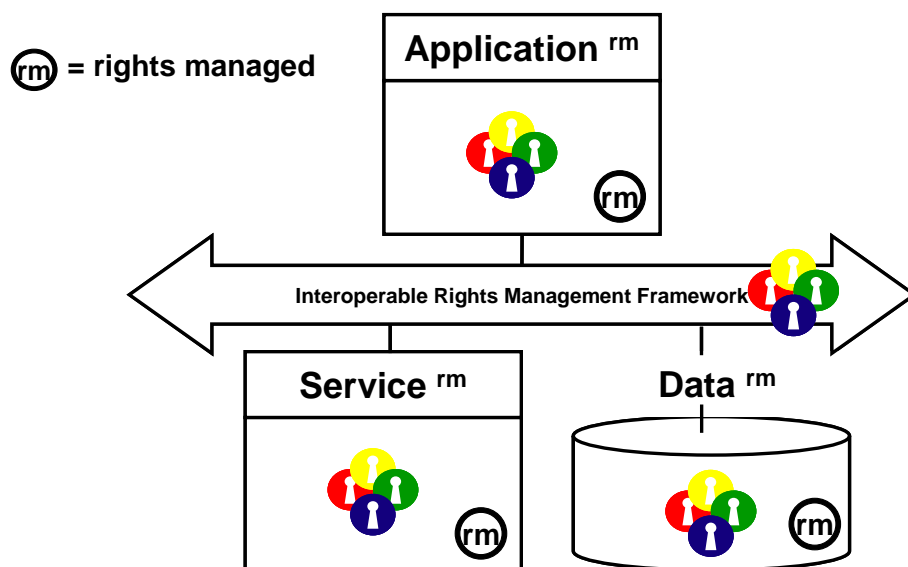 Application rm
rm = rights managed
rm
Interoperable Rights Management Framework
Service rm
Data rm
rm
rm